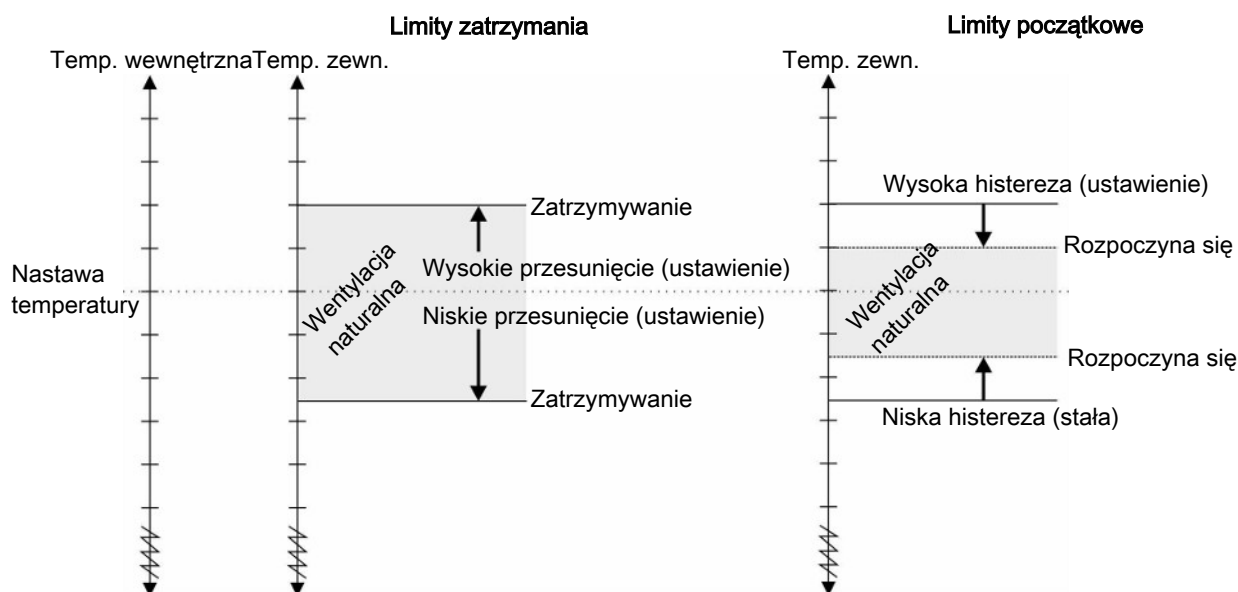 Limity zatrzymania
Limity początkowe
Temp. wewnętrzna
Temp. zewn.
Temp. zewn.
Wysoka histereza (ustawienie)
Zatrzymywanie
Rozpoczyna się
Wysokie przesunięcie (ustawienie)
Nastawa
temperatury
Wentylacja
naturalna
Wentylacja
naturalna
Niskie przesunięcie (ustawienie)
Rozpoczyna się
Zatrzymywanie
Niska histereza (stała)